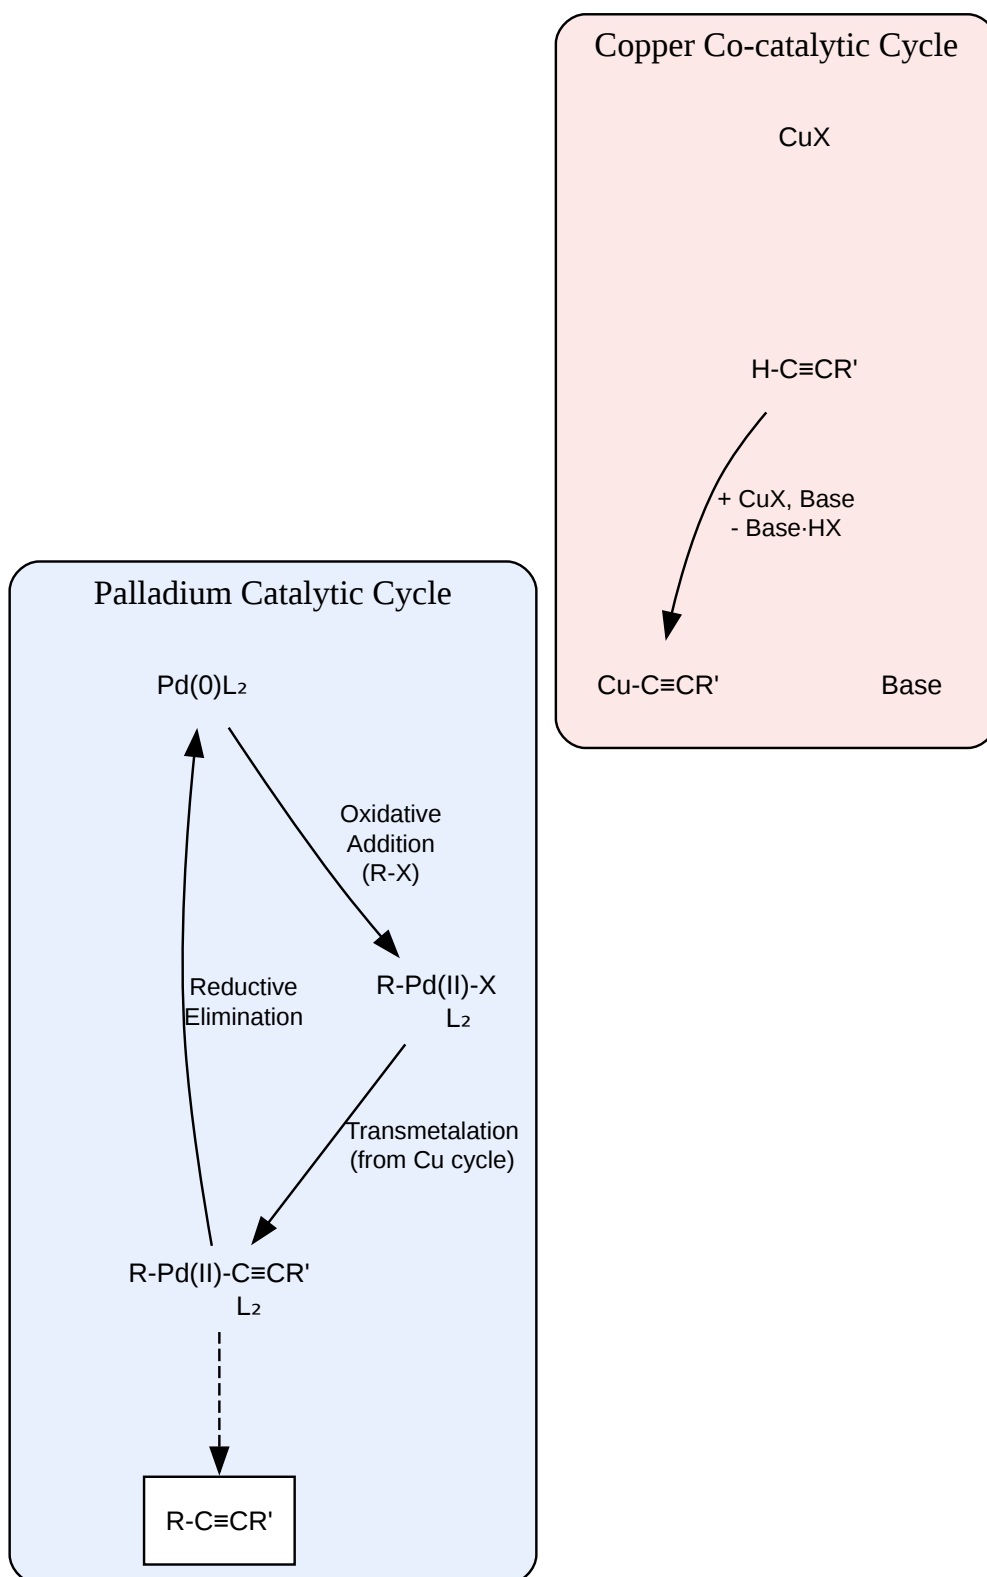 Copper Co-catalytic Cycle
CuX
H-C≡CR'
+ CuX, Base
- Base·HX
Cu-C≡CR'
Base
Palladium Catalytic Cycle
Pd(0)L₂
Oxidative
Addition
(R-X)
R-Pd(II)-X
L₂
Reductive
Elimination
Transmetalation
(from Cu cycle)
R-Pd(II)-C≡CR'
L₂
R-C≡CR'